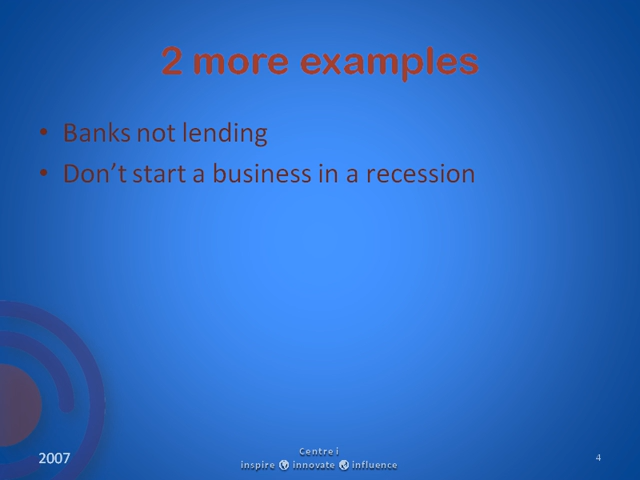 2 more examples
• Banks not lending
• Don't start a business in a recession
2007
Centre i
inspire innovate influence
4